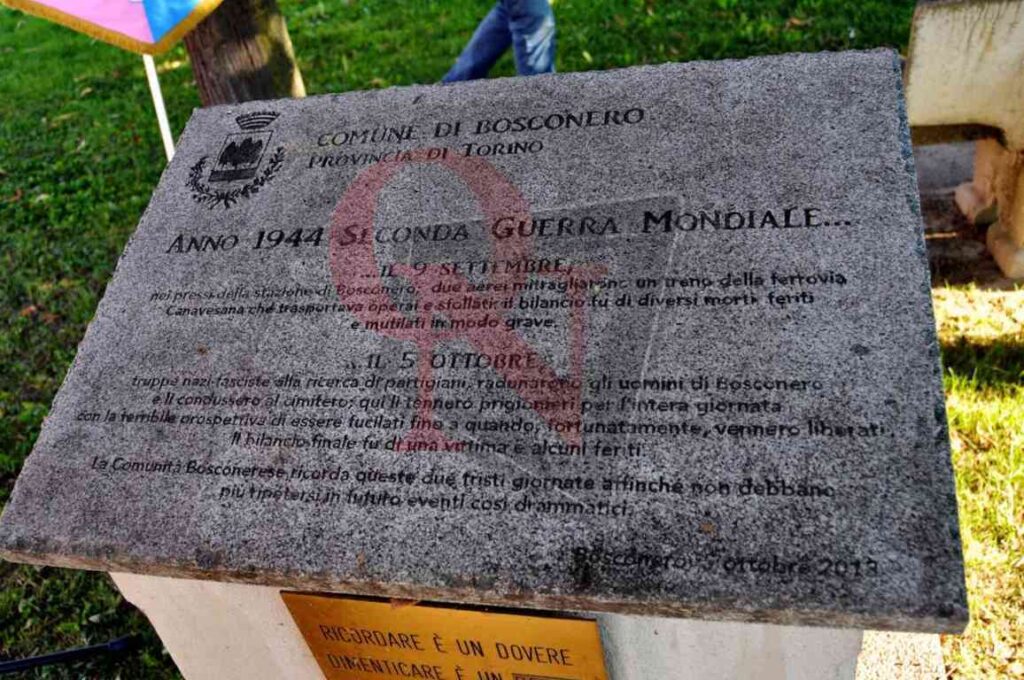 COMUNE DI BOSCONERO
PROVINCIA DI TORINO
ANNO 1944 SECONDA GUERRA MONDIALE...
...IL 9 SETTEMBRE,
nei pressi della stazione di Bosconero, due aerei mitragliarono un treno della ferrovia
Canavesana che trasportava operai e sfollati: il bilancio fu di diversi morti, feriti
e mutilati in modo grave.
...IL 5 OTTOBRE
truppe nazi-fasciste alla ricerca di partigiani, radunarono gli uomini di Bosconero
e li condussero al cimitero; qui li tennero prigionieri per l'intera giornata
con la terribile prospettiva di essere fucilati fino a quando, fortunatamente, vennero liberati.
Il bilancio finale fu di una vittima e alcuni feriti.
La Comunità Bosconerese ricorda queste due tristi giornate affinché non debbano
più ripetersi in futuro eventi così drammatici.
Bosconero, ottobre 2013
RICORDARE È UN DOVERE
DIMENTICARE È UN